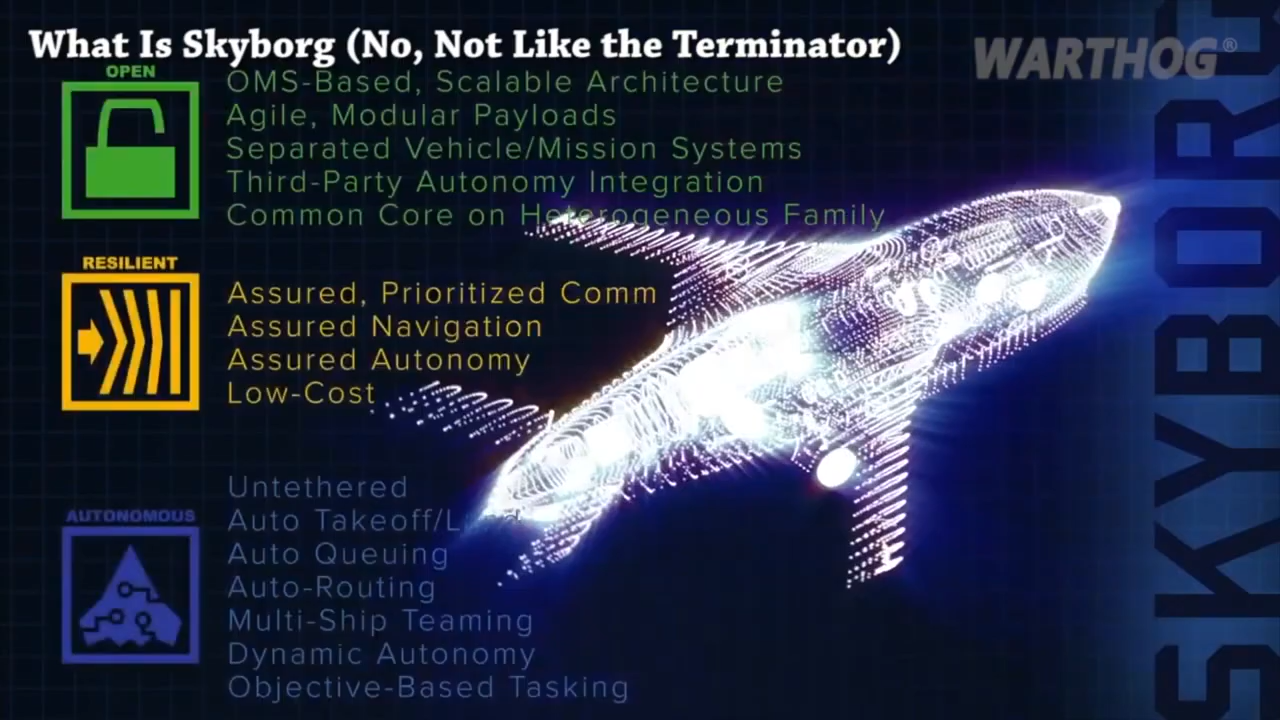 What Is Skyborg (No, Not Like the Terminator)
WARTHOG®
OPEN
OMS-Based, Scalable Architecture
Agile, Modular Payloads
Separated Vehicle/Mission Systems
Third-Party Autonomy Integration
Common Core on Heterogeneous Family
RESILIENT
Assured, Prioritized Comm
Assured Navigation
Assured Autonomy
Low-Cost
AUTONOMOUS
Untethered
Auto Takeoff/L
Auto Queuing
Auto-Routing
Multi-Ship Teaming
Dynamic Autonomy
Objective-Based Tasking
SKYBORG